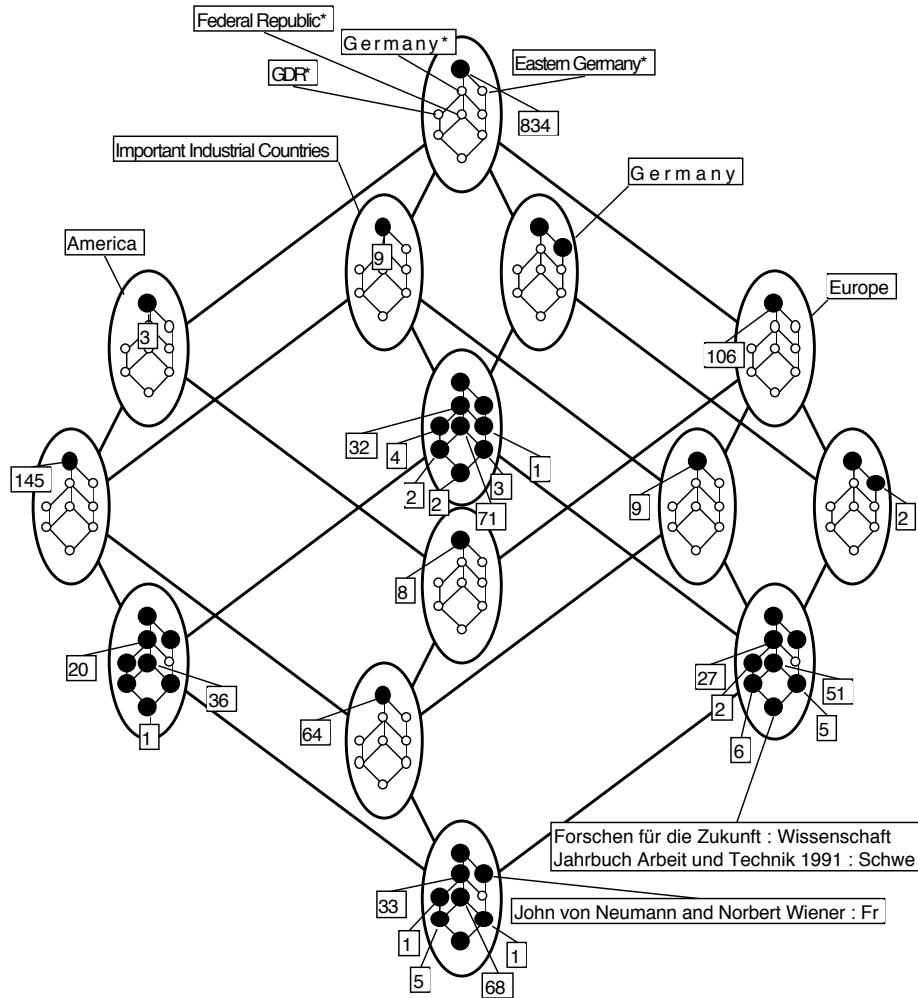 Federal Republic*
Germany*
Eastern Germany*
GDR*
834
Important Industrial Countries
Germany
America
9
Europe
3
106
32
4
1
145
2
2
3
71
9
2
8
20
36
27
51
2
64
1
6
5
Forschen für die Zukunft : Wissenschaft
Jahrbuch Arbeit und Technik 1991 : Schwe
33
John von Neumann and Norbert Wiener : Fr
1
1
5
68